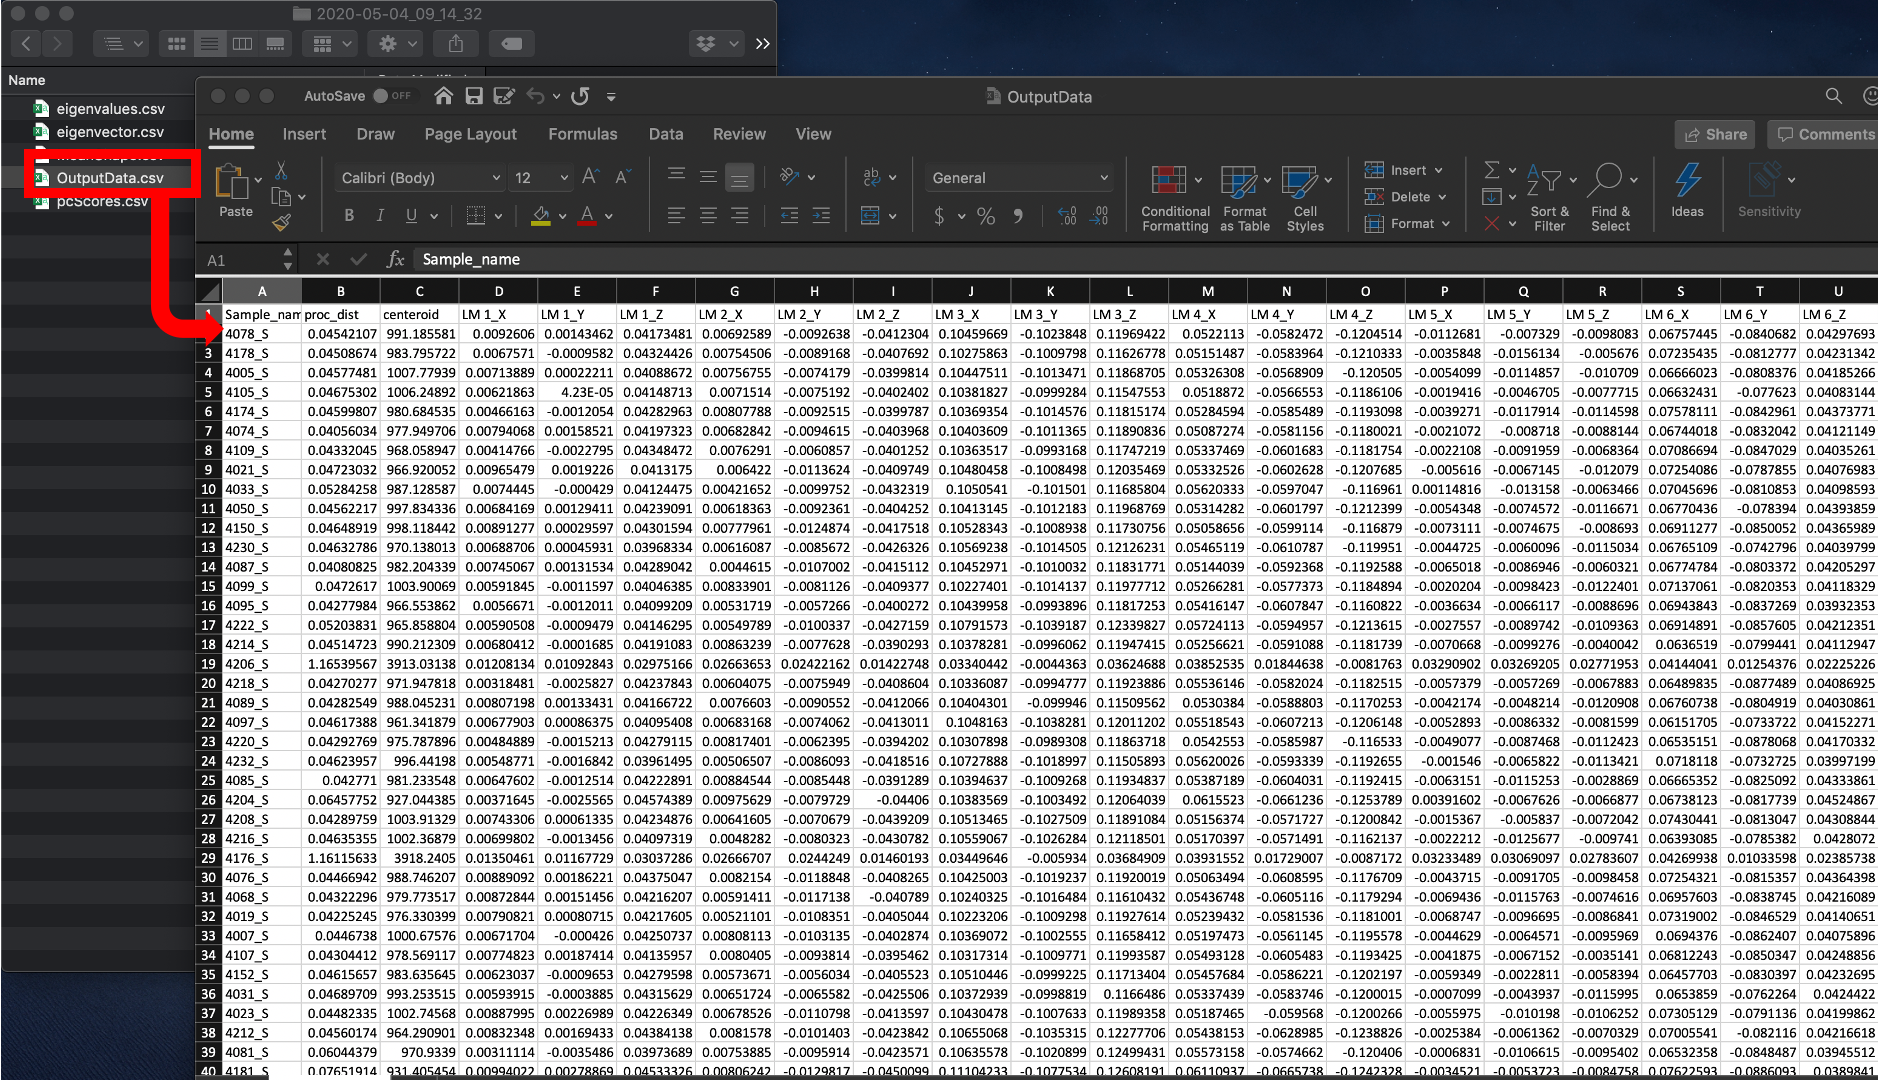 2020-05-04_09_14_32
Name
eigenvalues.csv
eigenvector.csv
OutputData.csv
pcScores.csv
AutoSave OFF
OutputData
Home Insert Draw Page Layout Formulas Data Review View Share Comments
Paste
Calibri (Body) 12
B I U
ab
General
$ % 9
Conditional Formatting
Format as Table
Cell Styles
Insert
Delete
Format
Sort & Filter
Find & Select
Ideas
Sensitivity
A1 fx Sample_name
A B C D E F G H I J K L M N O P Q R S T U
1 Sample_nam proc_dist centeroid LM 1_X LM 1_Y LM 1_Z LM 2_X LM 2_Y LM 2_Z LM 3_X LM 3_Y LM 3_Z LM 4_X LM 4_Y LM 4_Z LM 5_X LM 5_Y LM 5_Z LM 6_X LM 6_Y LM 6_Z
4078_S 0.04542107 991.185581 0.0092606 0.00143462 0.04173481 0.00692589 -0.0092638 -0.0412304 0.10459669 -0.1023848 0.11969422 0.0522113 -0.0582472 -0.1204514 -0.0112681 -0.007329 -0.0098083 0.06757445 -0.0840682 0.04297693
3 4178_S 0.04508674 983.795722 0.0067571 -0.0009582 0.04324426 0.00754506 -0.0089168 -0.0407692 0.10275863 -0.1009798 0.11626778 0.05151487 -0.0583964 -0.1210333 -0.0035848 -0.0156134 -0.005676 0.07235435 -0.0812777 0.04231342
4 4005_S 0.04577481 1007.77939 0.00713889 0.00022211 0.04088672 0.00756755 -0.0074179 -0.0399814 0.10447511 -0.1013471 0.11868705 0.05326308 -0.0568909 -0.120505 -0.0054099 -0.0114857 -0.010709 0.06666023 -0.0808376 0.04185266
5 4105_S 0.04675302 1006.24892 0.00621863 4.23E-05 0.04148713 0.0071514 -0.0075192 -0.0402402 0.10381827 -0.0999284 0.11547553 0.0518872 -0.0566553 -0.1186106 -0.0019416 -0.0046705 -0.0077715 0.06632431 -0.077623 0.04083144
6 4174_S 0.04599807 980.684535 0.00466163 -0.0012054 0.04282963 0.00807788 -0.0092515 -0.0399787 0.10369354 -0.1014576 0.11815174 0.05284594 -0.0585489 -0.1193098 -0.0039271 -0.0117914 -0.0114598 0.07578111 -0.0842961 0.04373771
7 4074_S 0.04056034 977.949706 0.00794068 0.00158521 0.04197323 0.00682842 -0.0094615 -0.0403968 0.10403609 -0.1011365 0.11890836 0.05087274 -0.0581156 -0.1180021 -0.0021072 -0.008718 -0.0088144 0.06744018 -0.0832042 0.04121149
8 4109_S 0.04332045 968.058947 0.00414766 -0.0022795 0.04348472 0.0076291 -0.0060857 -0.0401252 0.10363517 -0.0993168 0.11747219 0.05337469 -0.0601683 -0.1181754 -0.0022108 -0.0091959 -0.0068364 0.07086694 -0.0847029 0.04035261
9 4021_S 0.04723032 966.920052 0.00965479 0.0019226 0.0413175 0.006422 -0.0113624 -0.0409749 0.10480458 -0.1008498 0.12035469 0.05332526 -0.0602628 -0.1207685 -0.005616 -0.0067145 -0.012079 0.07254086 -0.0787855 0.04076983
10 4033_S 0.05284258 987.128587 0.0074445 -0.000429 0.04124475 0.00421652 -0.0099752 -0.0432319 0.1050541 -0.101501 0.11685804 0.05620333 -0.0597047 -0.116961 0.00114816 -0.013158 -0.0063466 0.07045696 -0.0810853 0.04098593
11 4050_S 0.04562217 997.834336 0.00684169 0.00129411 0.04239091 0.00618363 -0.0092361 -0.0404252 0.10413145 -0.1012183 0.11968769 0.05314282 -0.0601797 -0.1212399 -0.0054348 -0.0074572 -0.0116671 0.06770436 -0.078394 0.04393859
12 4150_S 0.04648919 998.118442 0.00891277 0.00029597 0.04301594 0.00777961 -0.0124874 -0.0417518 0.10528343 -0.1008938 0.11730756 0.05058656 -0.0599114 -0.116879 -0.0073111 -0.0074675 -0.008693 0.06911277 -0.0850052 0.04365989
13 4230_S 0.04632786 970.138013 0.00688706 0.00045931 0.03968334 0.00616087 -0.0085672 -0.0426326 0.10569238 -0.1014505 0.12126231 0.05465119 -0.0610787 -0.119951 -0.0044725 -0.0060096 -0.0115034 0.06765109 -0.0742796 0.04039799
14 4087_S 0.04080825 982.204339 0.00745067 0.00131534 0.04289042 0.0044615 -0.0107002 -0.0415112 0.10452971 -0.1010032 0.11831771 0.05144039 -0.0592368 -0.1192588 -0.0065018 -0.0086946 -0.0060321 0.06774784 -0.0803372 0.04205297
15 4099_S 0.0472617 1003.90069 0.00591845 -0.0011597 0.04046385 0.00833901 -0.0081126 -0.0409377 0.10227401 -0.1014137 0.11977712 0.05266281 -0.0577373 -0.1184894 -0.0020204 -0.0098423 -0.0122401 0.07137061 -0.0820353 0.04118329
16 4095_S 0.04277984 966.553862 0.0056671 -0.0012011 0.04099209 0.00531719 -0.0057266 -0.0400272 0.10439958 -0.0993896 0.11817253 0.05416147 -0.0607847 -0.1160822 -0.0036634 -0.0066117 -0.0088696 0.06943843 -0.0837269 0.03932353
17 4222_S 0.05203831 965.858804 0.00590508 -0.0009479 0.04146295 0.00549789 -0.0100337 -0.0427159 0.10791573 -0.1039187 0.12339827 0.05724113 -0.0594957 -0.1213615 -0.0027557 -0.0089742 -0.0109363 0.06914891 -0.0857605 0.04212351
18 4214_S 0.04514723 990.212309 0.00680412 -0.0001685 0.04191083 0.00863239 -0.0077628 -0.0390293 0.10378281 -0.0996062 0.11947415 0.05256621 -0.0591088 -0.1181739 -0.0070668 -0.0099276 -0.0040042 0.0636519 -0.0799441 0.04112947
19 4206_S 1.16539567 3913.03138 0.01208134 0.01092843 0.02975166 0.02663653 0.02422162 0.01422748 0.03340442 -0.0044363 0.03624688 0.03852535 0.01844638 -0.0081763 0.03290902 0.03269205 0.02771953 0.04144041 0.01254376 0.02225226
20 4218_S 0.04270277 971.947818 0.00318481 -0.0025827 0.04237843 0.00604075 -0.0075949 -0.0408604 0.10336087 -0.0994777 0.11923886 0.05536146 -0.0582024 -0.1182515 -0.0057379 -0.0057269 -0.0067883 0.06489835 -0.0877489 0.04086925
21 4089_S 0.04282549 988.045231 0.00807198 0.00133431 0.04166722 0.0076603 -0.0090552 -0.0412066 0.10404301 -0.099946 0.11509562 0.0530384 -0.0588803 -0.1170253 -0.0042174 -0.0048214 -0.0120908 0.06760738 -0.0804919 0.04030861
22 4097_S 0.04617388 961.341879 0.00677903 0.00086375 0.04095408 0.00683168 -0.0074062 -0.0413011 0.1048163 -0.1038281 0.12011202 0.05518543 -0.0607213 -0.1206148 -0.0052893 -0.0086332 -0.0081599 0.06151705 -0.0733722 0.04152271
23 4220_S 0.04292769 975.787896 0.00484889 -0.0015213 0.04279115 0.00817401 -0.0062395 -0.0394202 0.10307898 -0.0989308 0.11863718 0.0542553 -0.0585987 -0.116533 -0.0049077 -0.0087468 -0.0112423 0.06535151 -0.0878068 0.04170332
24 4232_S 0.04623957 996.44198 0.00548771 -0.0016842 0.03961495 0.00506507 -0.0086093 -0.0418516 0.10727888 -0.1018997 0.11505893 0.05620026 -0.0593339 -0.1192655 -0.001546 -0.0065822 -0.0113421 0.0718118 -0.0732725 0.03997199
25 4085_S 0.042771 981.233548 0.00647602 -0.0012514 0.04222891 0.00884544 -0.0085448 -0.0391289 0.10394637 -0.1009268 0.11934837 0.05387189 -0.0604031 -0.1192415 -0.0063151 -0.0115253 -0.0028869 0.06665352 -0.0825092 0.04333861
26 4204_S 0.06457752 927.044385 0.00371645 -0.0025565 0.04574389 0.00975629 -0.0079729 -0.04406 0.10383569 -0.1003492 0.12064039 0.0615523 -0.0661236 -0.1253789 0.00391602 -0.0067626 -0.0066877 0.06738123 -0.0817739 0.04524867
27 4208_S 0.04289759 1003.91329 0.00743306 0.00061335 0.04234876 0.00641605 -0.0070679 -0.0439209 0.10513465 -0.1027509 0.11891084 0.05156374 -0.0571727 -0.1200842 -0.0015367 -0.005837 -0.0072042 0.07430441 -0.0813047 0.04308844
28 4216_S 0.04635355 1002.36879 0.00699802 -0.0013456 0.04097319 0.0048282 -0.0080323 -0.0430782 0.10559067 -0.1026284 0.12118501 0.05170397 -0.0571491 -0.1162137 -0.0022212 -0.0125677 -0.009741 0.06393085 -0.0785382 0.0428072
29 4176_S 1.16115633 3918.2405 0.01350461 0.01167729 0.03037286 0.02666707 0.0244249 0.01460193 0.03449646 -0.005934 0.03684909 0.03931552 0.01729007 -0.0087172 0.03233489 0.03069097 0.02783607 0.04269938 0.01033598 0.02385738
30 4076_S 0.04466942 988.746207 0.00889092 0.00186221 0.04375047 0.0082154 -0.0118848 -0.0408265 0.10425003 -0.1019237 0.11920019 0.05063494 -0.0608595 -0.1176709 -0.0043715 -0.0091705 -0.0098458 0.07254321 -0.0815357 0.04364398
31 4068_S 0.04322296 979.773517 0.00872844 0.00151456 0.04216207 0.00591411 -0.0117138 -0.040789 0.10240325 -0.1016484 0.11610432 0.05436748 -0.0605116 -0.1179294 -0.0069436 -0.0115763 -0.0074616 0.06957603 -0.0838745 0.04216089
32 4019_S 0.04225245 976.330399 0.00790821 0.00080715 0.04217605 0.00521101 -0.0108351 -0.0405044 0.10223206 -0.1009298 0.11927614 0.05239432 -0.0581536 -0.1181001 -0.0068747 -0.0096695 -0.0086841 0.07319002 -0.0846529 0.04140651
33 4007_S 0.0446738 1000.67576 0.00671704 -0.000426 0.04250737 0.00808113 -0.0103135 -0.0402874 0.10369072 -0.1002555 0.11658412 0.05197473 -0.0561145 -0.1195578 -0.0044629 -0.0064571 -0.0095969 0.0694376 -0.0862407 0.04075896
34 4107_S 0.04304412 978.569117 0.00774823 0.00187414 0.04135957 0.0080405 -0.0093814 -0.0395462 0.10317314 -0.1009771 0.11993587 0.05493128 -0.0605483 -0.1193425 -0.0041875 -0.0067152 -0.0035141 0.06812243 -0.0850347 0.04248856
35 4152_S 0.04615657 983.635645 0.00623037 -0.0009653 0.04279598 0.00573671 -0.0056034 -0.0405523 0.10510446 -0.0999225 0.11713404 0.05457684 -0.0586221 -0.1202197 -0.0059349 -0.0022811 -0.0058394 0.06457703 -0.0830397 0.04232695
36 4031_S 0.04689709 993.253515 0.00593915 -0.0003885 0.04315629 0.00651724 -0.0065582 -0.0425506 0.10372939 -0.0998819 0.1166486 0.05337439 -0.0583746 -0.1200015 -0.0007099 -0.0043937 -0.0115995 0.0653859 -0.0762264 0.0424422
37 4023_S 0.04482335 1002.74568 0.00887995 0.00226989 0.04226349 0.00678526 -0.0110798 -0.0413597 0.10430478 -0.1007633 0.11989358 0.05187465 -0.059568 -0.1200266 -0.0055975 -0.010198 -0.0106252 0.07305129 -0.0791136 0.04199862
38 4212_S 0.04560174 964.290901 0.00832348 0.00169433 0.04384138 0.0081578 -0.0101403 -0.0423842 0.10655068 -0.1035315 0.12277706 0.05438153 -0.0628985 -0.1238826 -0.0025384 -0.0061362 -0.0070329 0.07005541 -0.082116 0.04216618
39 4081_S 0.06044379 970.9339 0.00311114 -0.0035486 0.03973689 0.00753885 -0.0095914 -0.0423571 0.10635578 -0.1020899 0.12499431 0.05573158 -0.0574662 -0.120406 -0.0006831 -0.0106615 -0.0095402 0.06532358 -0.0848487 0.03945512
40 4181_S 0.07651914 931.405454 0.00994022 0.00278869 0.04533326 0.00806242 -0.0129817 -0.0450099 0.11104233 -0.1077534 0.12608191 0.06110937 -0.0665738 -0.1242328 -0.0034521 -0.0053723 -0.0084758 0.07622593 -0.0886093 0.0389841